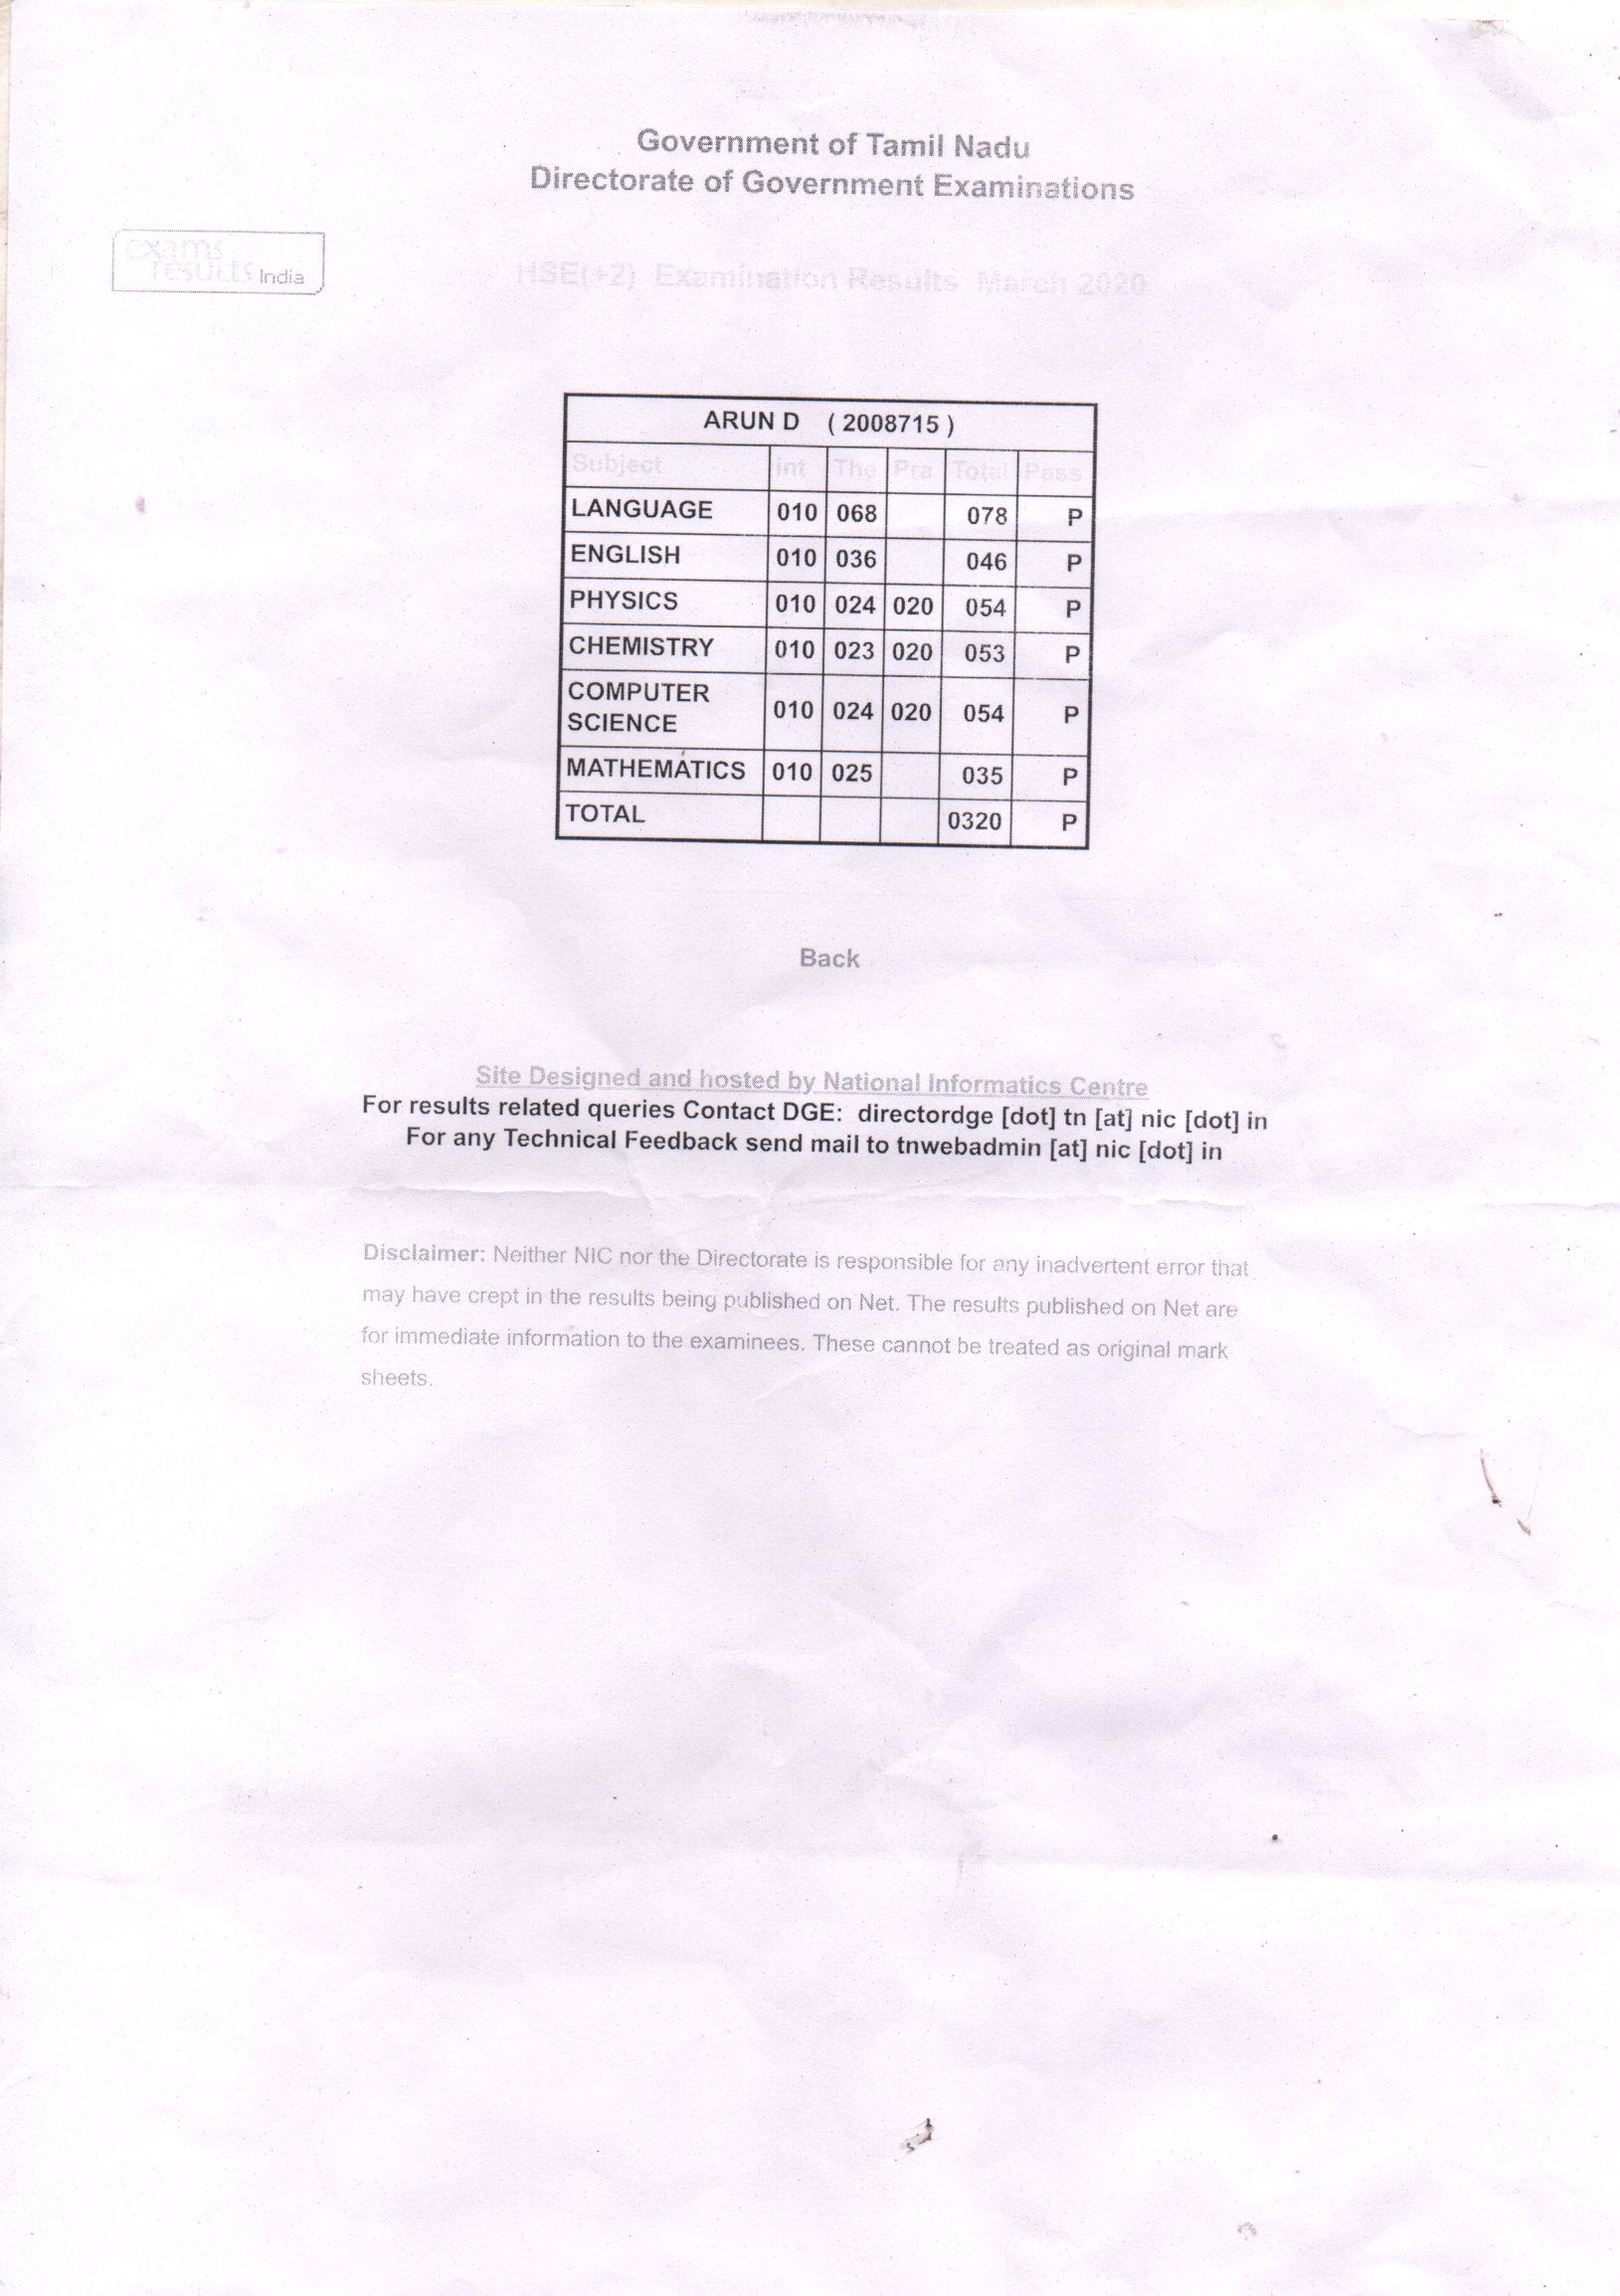 Government of Tamil Nadu
Directorate of Government Examinations
exams
results India
HSE(+2) Examination Results March 2020
ARUN D ( 2008715 )
Subject int The Pra Total Pass
LANGUAGE 010 068 078 P
ENGLISH 010 036 046 P
PHYSICS 010 024 020 054 P
CHEMISTRY 010 023 020 053 P
COMPUTER
SCIENCE 010 024 020 054 P
MATHEMATICS 010 025 035 P
TOTAL 0320 P
Back
Site Designed and hosted by National Informatics Centre
For results related queries Contact DGE: directordge [dot] tn [at] nic [dot] in
For any Technical Feedback send mail to tnwebadmin [at] nic [dot] in
Disclaimer: Neither NIC nor the Directorate is responsible for any inadvertent error that
may have crept in the results being published on Net. The results published on Net are
for immediate information to the examinees. These cannot be treated as original mark
sheets.